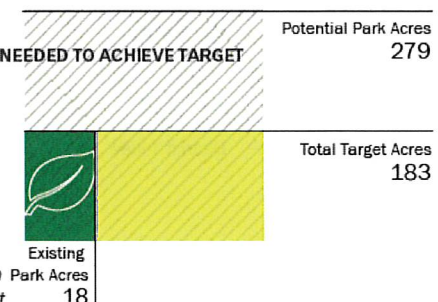 Potential Park Acres
279
NEEDED TO ACHIEVE TARGET
Total Target Acres
183
Existing
Park Acres
18